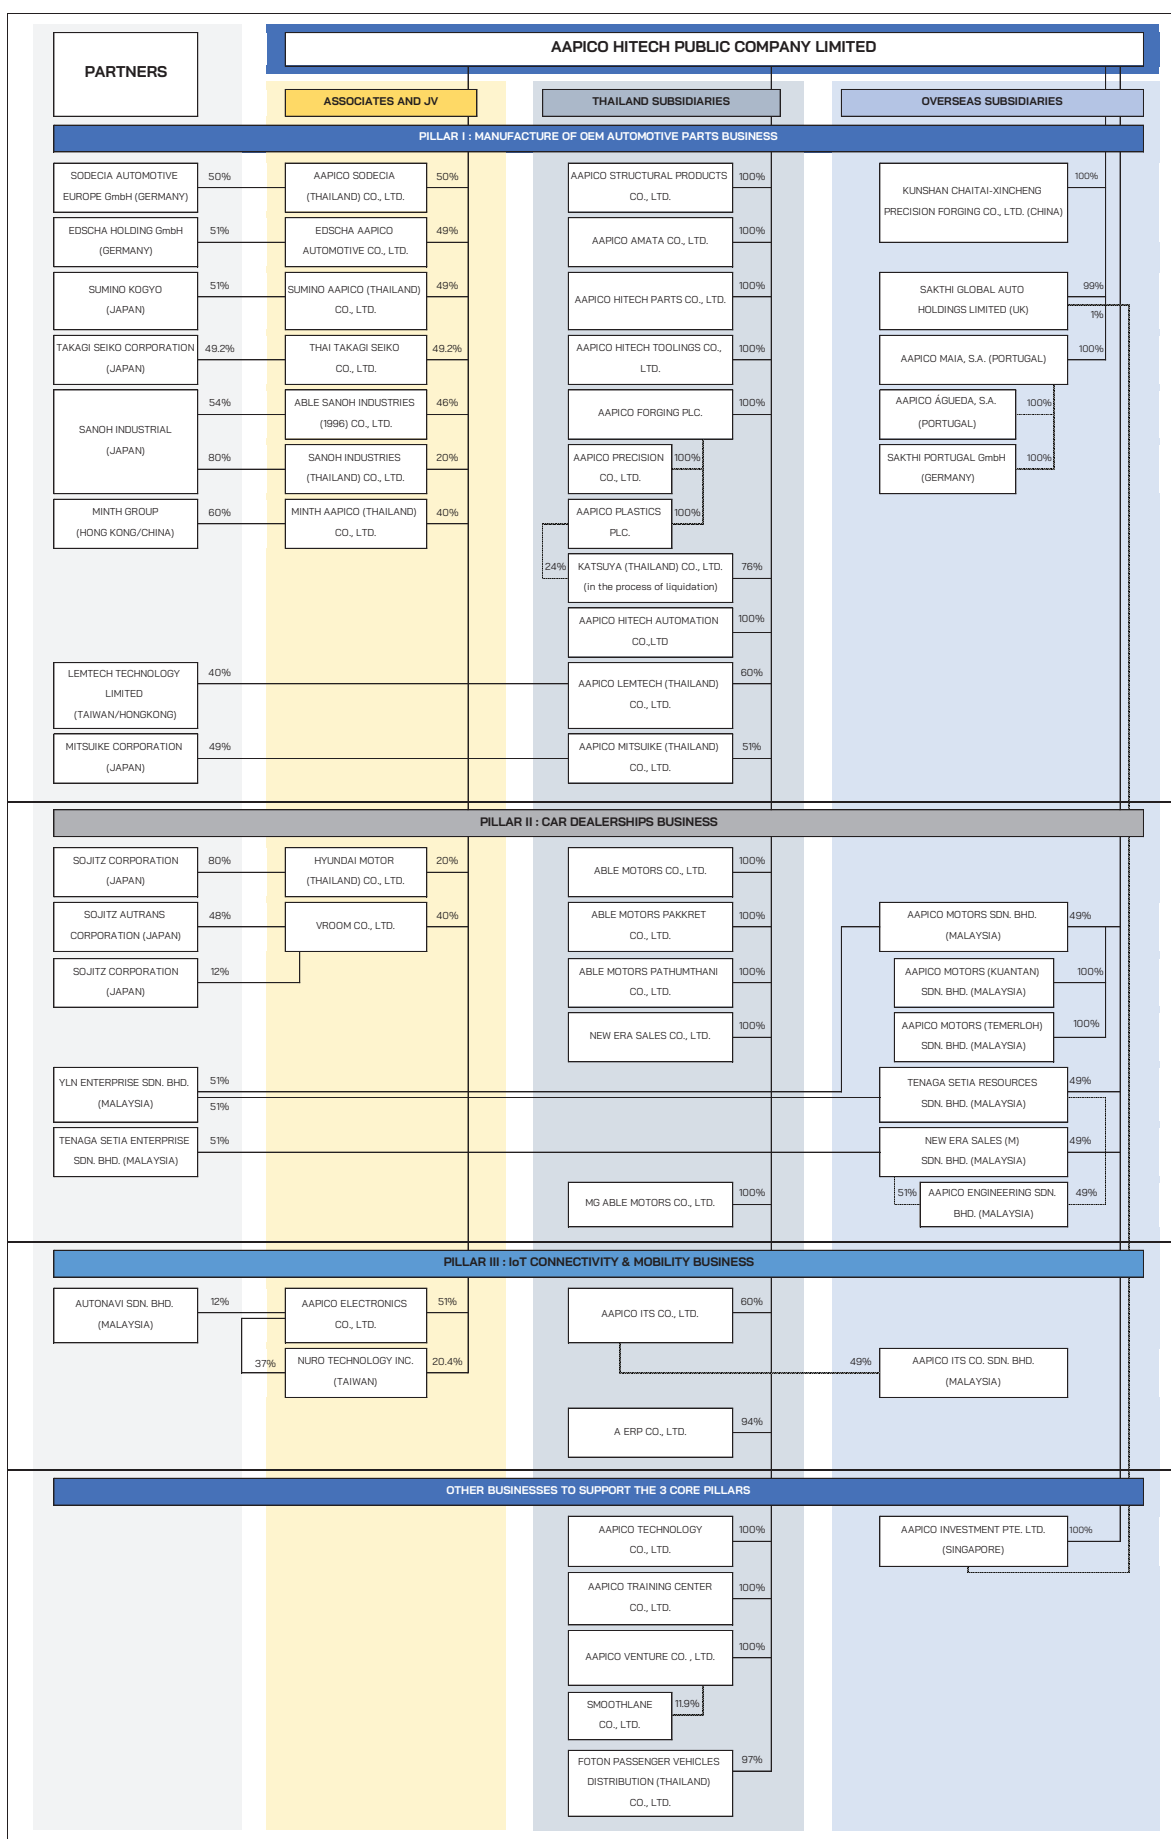 PARTNERS
AAPICO HITECH PUBLIC COMPANY LIMITED
ASSOCIATES AND JV
THAILAND SUBSIDIARIES
OVERSEAS SUBSIDIARIES
PILLAR I : MANUFACTURE OF OEM AUTOMOTIVE PARTS BUSINESS
SODECIA AUTOMOTIVE
EUROPE GmbH (GERMANY)
50%
AAPICO SODECIA
(THAILAND) CO., LTD.
50%
AAPICO STRUCTURAL PRODUCTS
CO., LTD.
100%
KUNSHAN CHAITAI-XINCHENG
PRECISION FORGING CO., LTD. (CHINA)
100%
EDSCHA HOLDING GmbH
(GERMANY)
51%
EDSCHA AAPICO
AUTOMOTIVE CO., LTD.
49%
AAPICO AMATA CO., LTD.
100%
SUMINO KOGYO
(JAPAN)
51%
SUMINO AAPICO (THAILAND)
CO., LTD.
49%
AAPICO HITECH PARTS CO., LTD.
100%
SAKTHI GLOBAL AUTO
HOLDINGS LIMITED (UK)
99%
1%
TAKAGI SEIKO CORPORATION
(JAPAN)
49.2%
THAI TAKAGI SEIKO
CO., LTD.
49.2%
AAPICO HITECH TOOLINGS CO.,
LTD.
100%
AAPICO MAIA, S.A. (PORTUGAL)
100%
SANOH INDUSTRIAL
(JAPAN)
54%
ABLE SANOH INDUSTRIES
(1996) CO., LTD.
46%
AAPICO FORGING PLC.
100%
AAPICO ÁGUEDA, S.A.
(PORTUGAL)
100%
80%
SANOH INDUSTRIES
(THAILAND) CO., LTD.
20%
AAPICO PRECISION
CO., LTD.
100%
SAKTHI PORTUGAL GmbH
(GERMANY)
100%
MINTH GROUP
(HONG KONG/CHINA)
60%
MINTH AAPICO (THAILAND)
CO., LTD.
40%
AAPICO PLASTICS
PLC.
100%
24%
KATSUYA (THAILAND) CO., LTD.
(in the process of liquidation)
76%
AAPICO HITECH AUTOMATION
CO.,LTD
100%
LEMTECH TECHNOLOGY
LIMITED
(TAIWAN/HONGKONG)
40%
AAPICO LEMTECH (THAILAND)
CO., LTD.
60%
MITSUIKE CORPORATION
(JAPAN)
49%
AAPICO MITSUIKE (THAILAND)
CO., LTD.
51%
PILLAR II : CAR DEALERSHIPS BUSINESS
SOJITZ CORPORATION
(JAPAN)
80%
HYUNDAI MOTOR
(THAILAND) CO., LTD.
20%
ABLE MOTORS CO., LTD.
100%
SOJITZ AUTRANS
CORPORATION (JAPAN)
48%
VROOM CO., LTD.
40%
ABLE MOTORS PAKKRET
CO., LTD.
100%
AAPICO MOTORS SDN. BHD.
(MALAYSIA)
49%
SOJITZ CORPORATION
(JAPAN)
12%
ABLE MOTORS PATHUMTHANI
CO., LTD.
100%
AAPICO MOTORS (KUANTAN)
SDN. BHD. (MALAYSIA)
100%
NEW ERA SALES CO., LTD.
100%
AAPICO MOTORS (TEMERLOH)
SDN. BHD. (MALAYSIA)
100%
YLN ENTERPRISE SDN. BHD.
(MALAYSIA)
51%
51%
TENAGA SETIA RESOURCES
SDN. BHD. (MALAYSIA)
49%
TENAGA SETIA ENTERPRISE
SDN. BHD. (MALAYSIA)
51%
NEW ERA SALES (M)
SDN. BHD. (MALAYSIA)
49%
MG ABLE MOTORS CO., LTD.
100%
51%
AAPICO ENGINEERING SDN.
BHD. (MALAYSIA)
49%
PILLAR III : IoT CONNECTIVITY & MOBILITY BUSINESS
AUTONAVI SDN. BHD.
(MALAYSIA)
12%
AAPICO ELECTRONICS
CO., LTD.
51%
AAPICO ITS CO., LTD.
60%
37%
NURO TECHNOLOGY INC.
(TAIWAN)
20.4%
49%
AAPICO ITS CO. SDN. BHD.
(MALAYSIA)
A ERP CO., LTD.
94%
OTHER BUSINESSES TO SUPPORT THE 3 CORE PILLARS
AAPICO TECHNOLOGY
CO., LTD.
100%
AAPICO INVESTMENT PTE. LTD.
(SINGAPORE)
100%
AAPICO TRAINING CENTER
CO., LTD.
100%
AAPICO VENTURE CO. , LTD.
100%
SMOOTHLANE
CO., LTD.
11.9%
FOTON PASSENGER VEHICLES
DISTRIBUTION (THAILAND)
CO., LTD.
97%